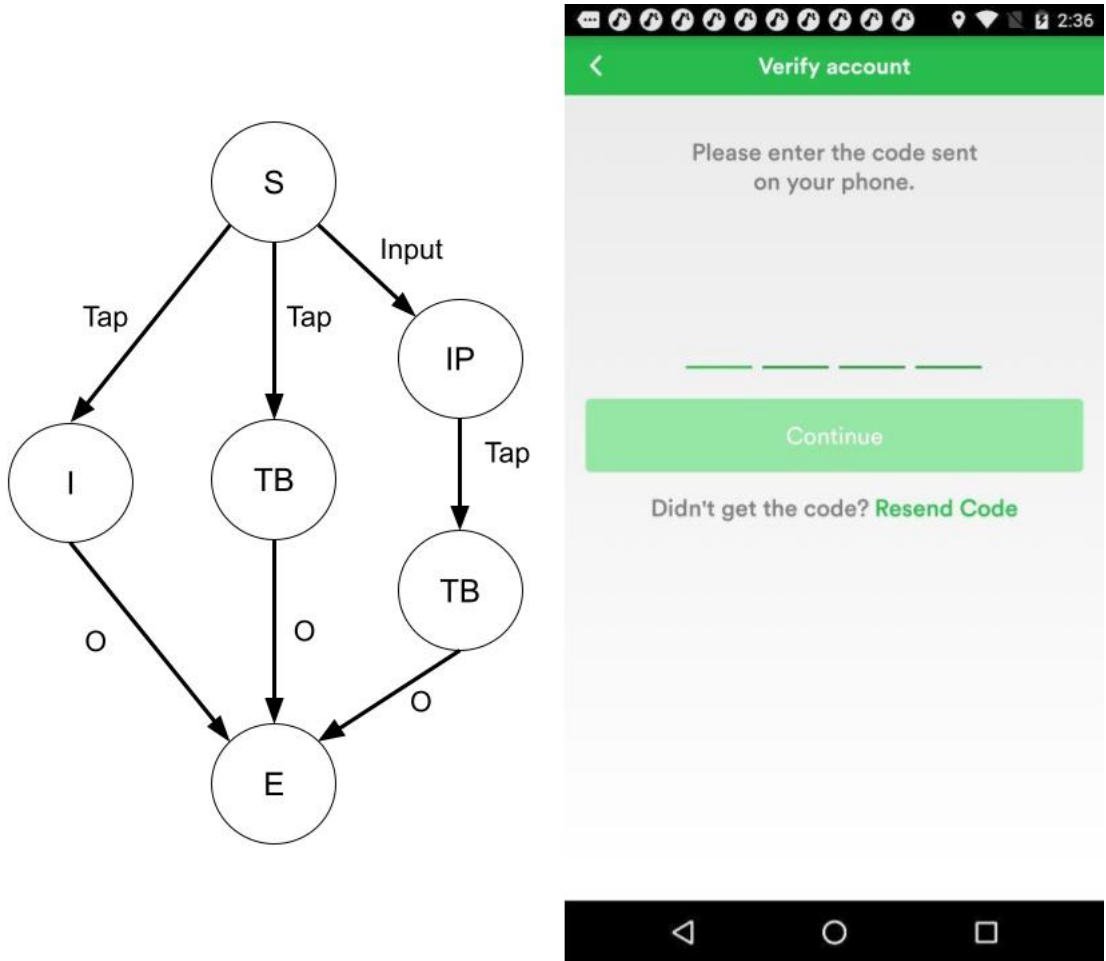 S
Input
Tap
Tap
IP
Tap
I
TB
TB
O
O
O
E
2:36
Verify account
Please enter the code sent
on your phone.
Continue
Didn't get the code? Resend Code